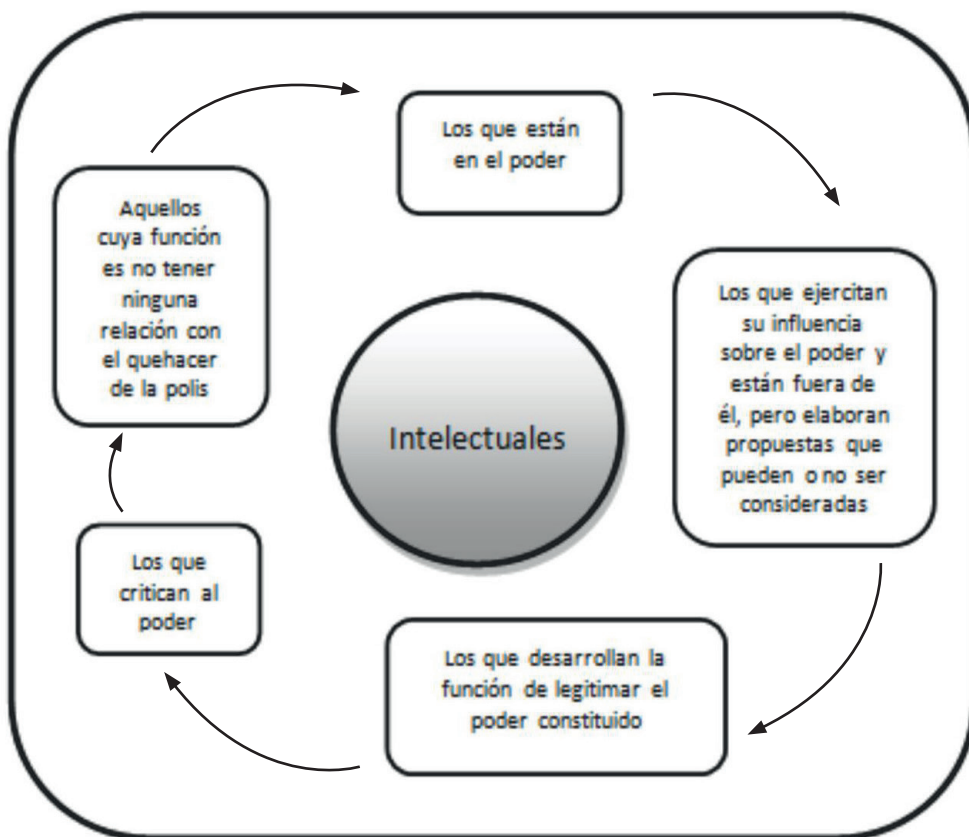 Los que están
en el poder
Los que ejercitan
su influencia
sobre el poder y
están fuera de
él, pero elaboran
propuestas que
pueden o no ser
consideradas
Los que desarrollan la
función de legitimar el
poder constituido
Los que
critican al
poder
Aquellos
cuya función
es no tener
ninguna
relación con
el quehacer
de la polis
Intelectuales